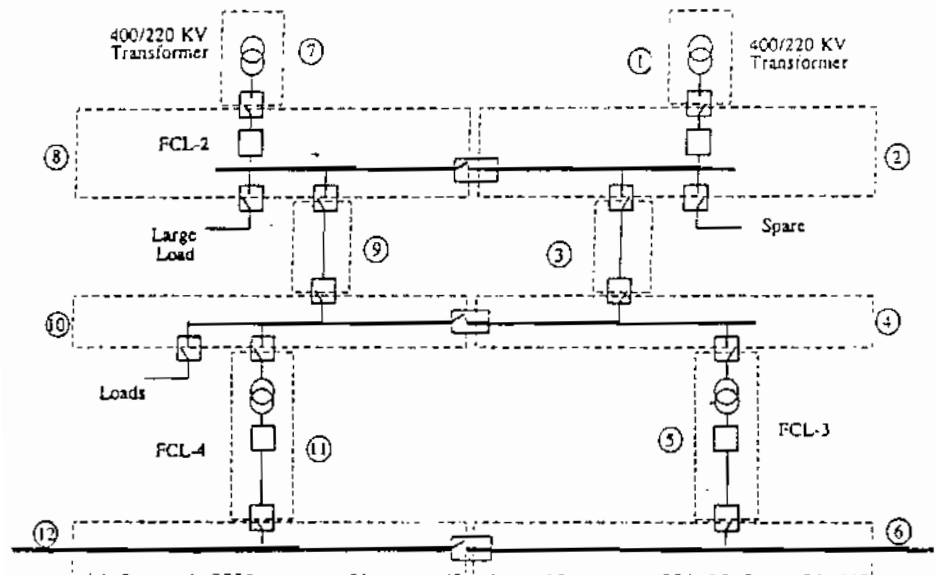 400/220 KV
Transformer
7
1
400/220 KV
Transformer
FCL-2
8
2
Large
Load
Spare
9
3
10
4
Loads
FCL-4
11
5
FCL-3
12
6